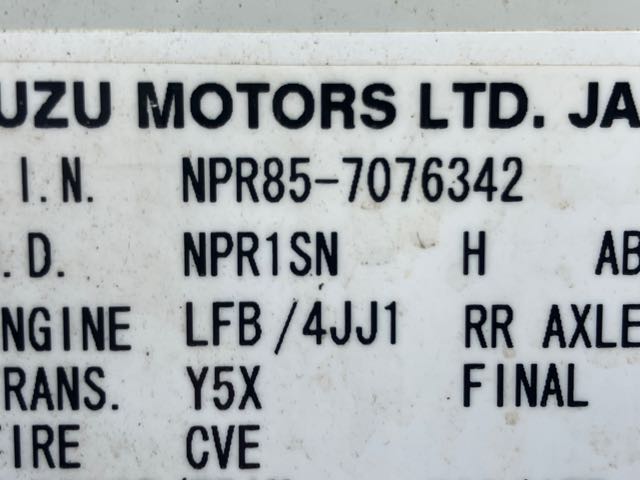 UZU MOTORS LTD. JA
I.N. NPR85-7076342
.D. NPR1SN H AB
NGINE LFB/4JJ1 RR AXLE
RANS. Y5X FINAL
IRE CVE